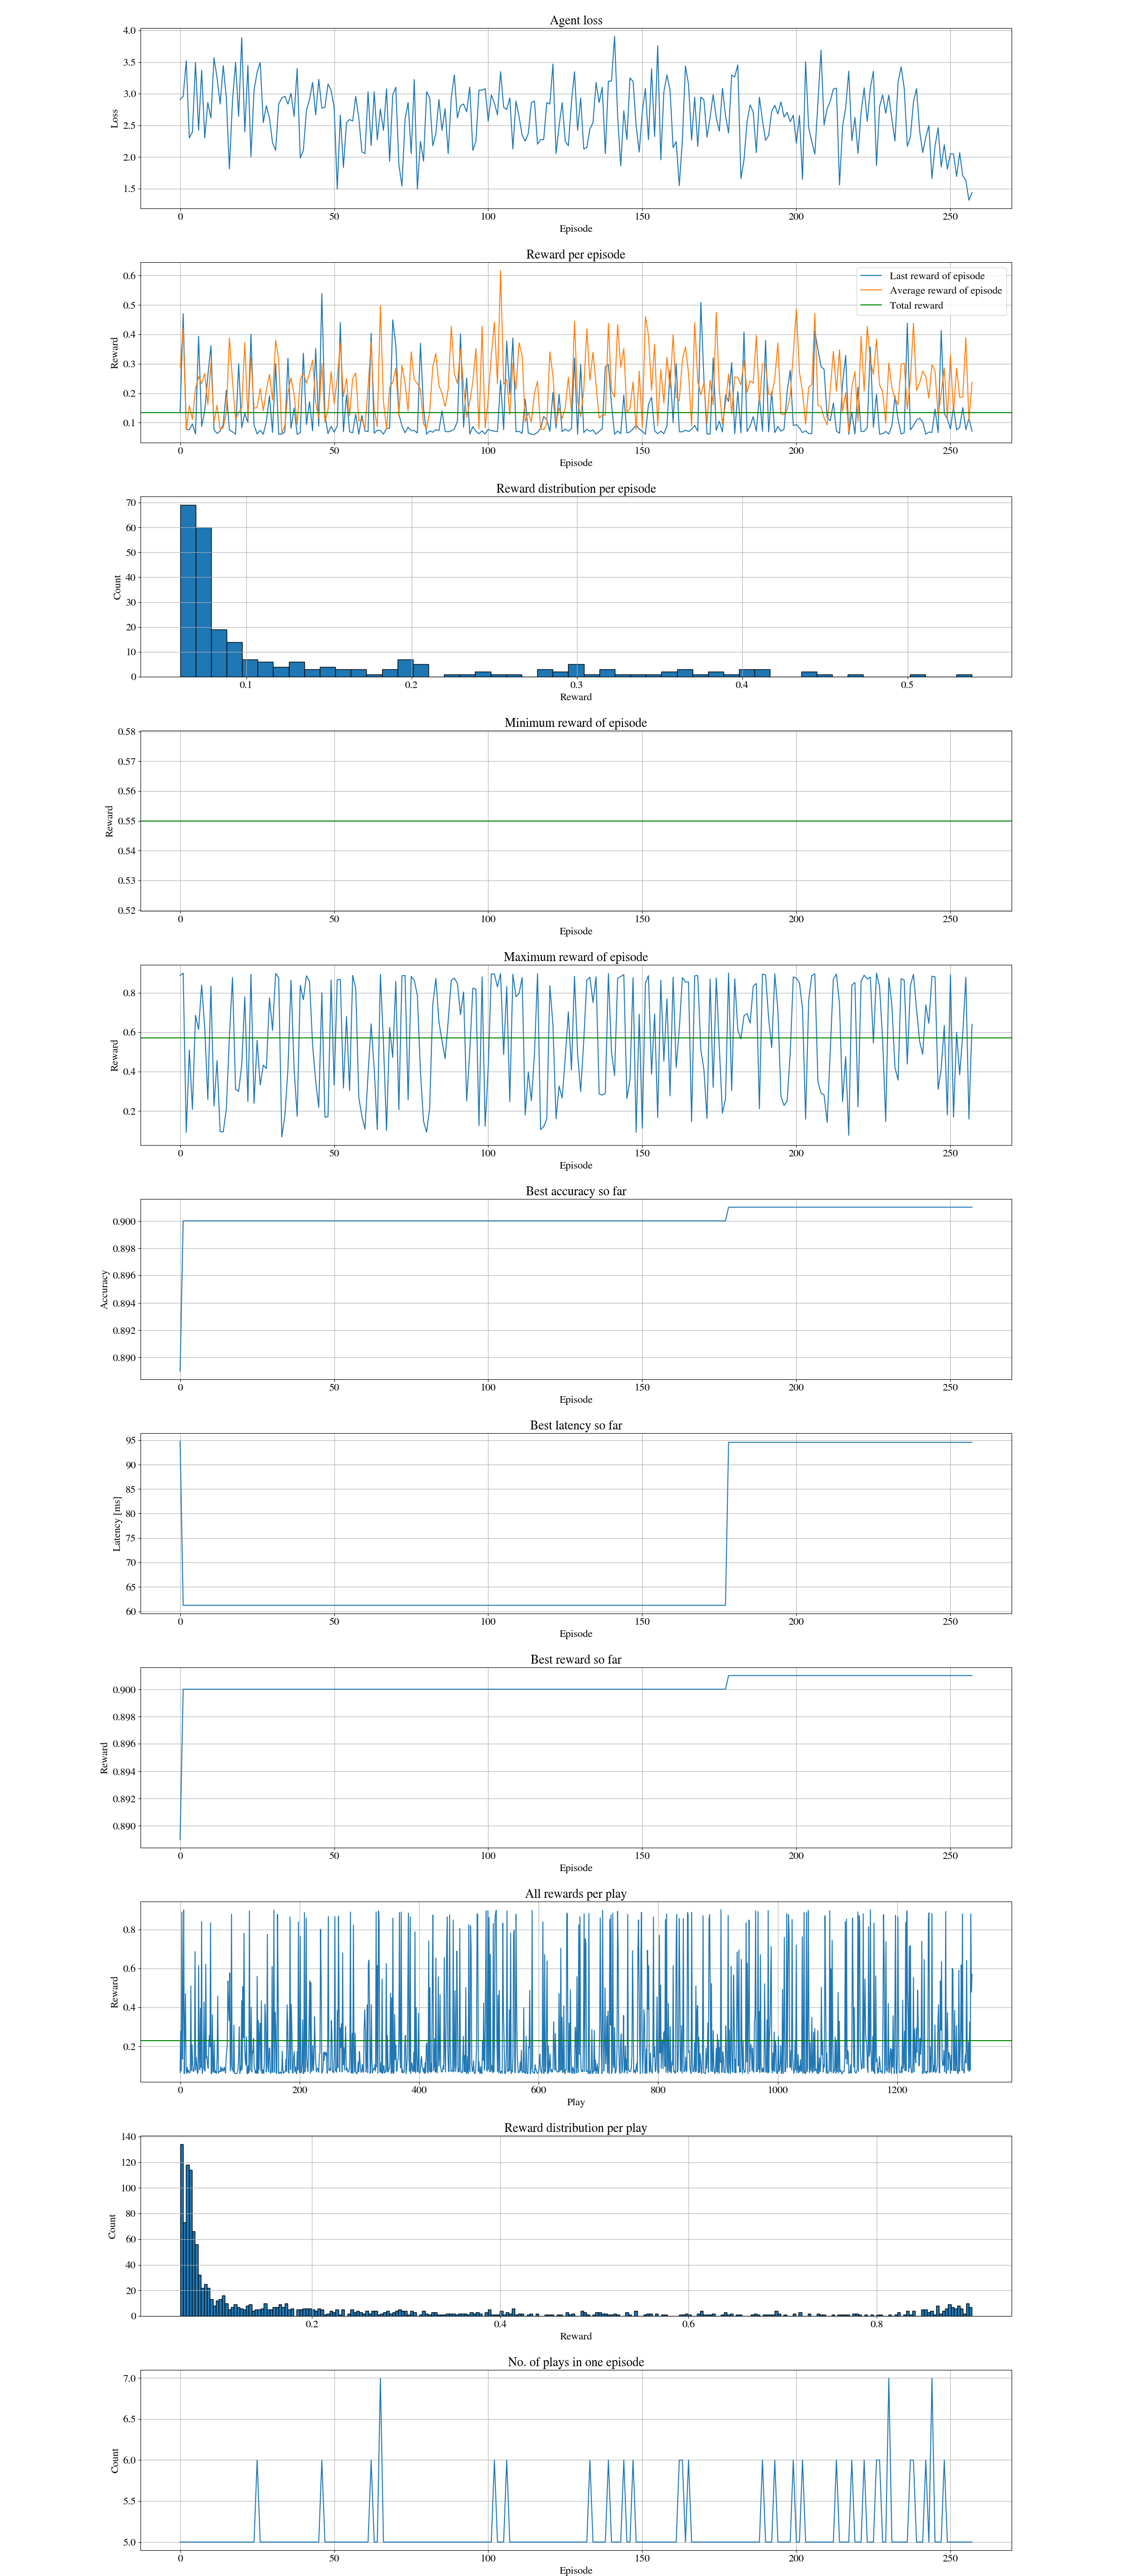 Agent loss
4.0
3.5
3.0
2.5
2.0
1.5
Loss
0 50 100 150 200 250
Episode
Reward per episode
0.6
0.5
0.4
0.3
0.2
0.1
Reward
Last reward of episode
Average reward of episode
Total reward
0 50 100 150 200 250
Episode
Reward distribution per episode
70
60
50
40
30
20
10
0
Count
0.1 0.2 0.3 0.4 0.5
Reward
Minimum reward of episode
0.58
0.57
0.56
0.55
0.54
0.53
0.52
Reward
0 50 100 150 200 250
Episode
Maximum reward of episode
0.8
0.6
0.4
0.2
Reward
0 50 100 150 200 250
Episode
Best accuracy so far
0.900
0.898
0.896
0.894
0.892
0.890
Accuracy
0 50 100 150 200 250
Episode
Best latency so far
95
90
85
80
75
70
65
60
Latency [ms]
0 50 100 150 200 250
Episode
Best reward so far
0.900
0.898
0.896
0.894
0.892
0.890
Reward
0 50 100 150 200 250
Episode
All rewards per play
0.8
0.6
0.4
0.2
Reward
0 200 400 600 800 1000 1200
Play
Reward distribution per play
140
120
100
80
60
40
20
0
Count
0.2 0.4 0.6 0.8
Reward
No. of plays in one episode
7.0
6.5
6.0
5.5
5.0
Count
0 50 100 150 200 250
Episode